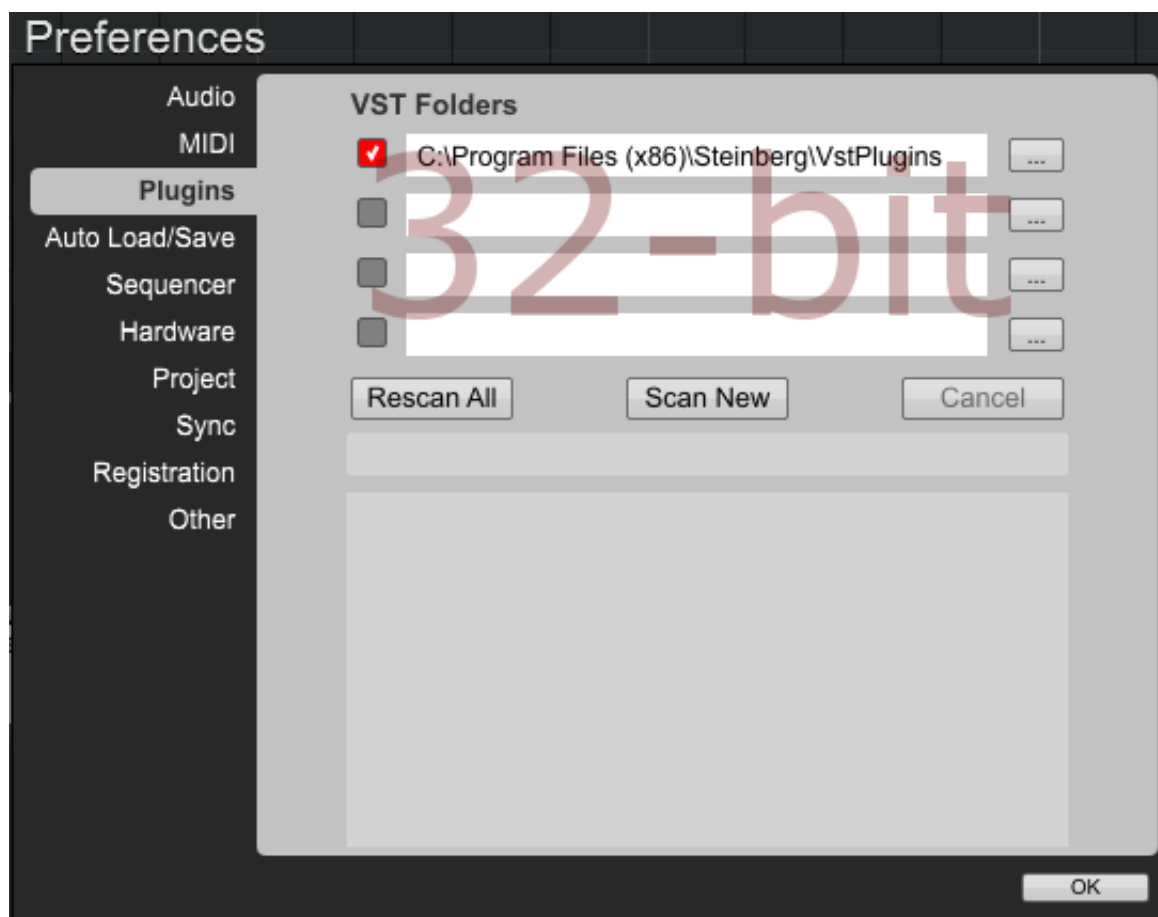 Preferences
Audio
MIDI
Plugins
Auto Load/Save
Sequencer
Hardware
Project
Sync
Registration
Other
VST Folders
C:\Program Files (x86)\Steinberg\VstPlugins
...
...
...
...
32-bit
Rescan All
Scan New
Cancel
OK